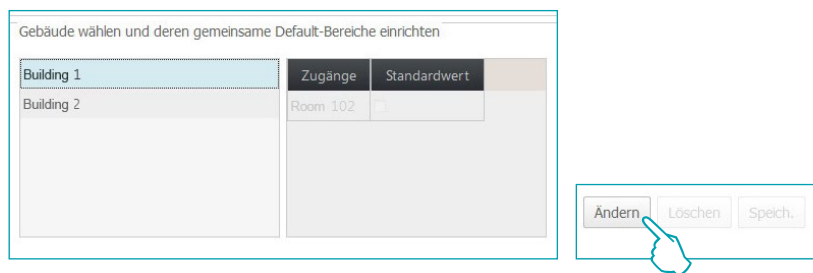 Gebäude wählen und deren gemeinsame Default-Bereiche einrichten
Building 1
Building 2
Zugänge Standardwert
Room 102
Ändern Löschen Speich.